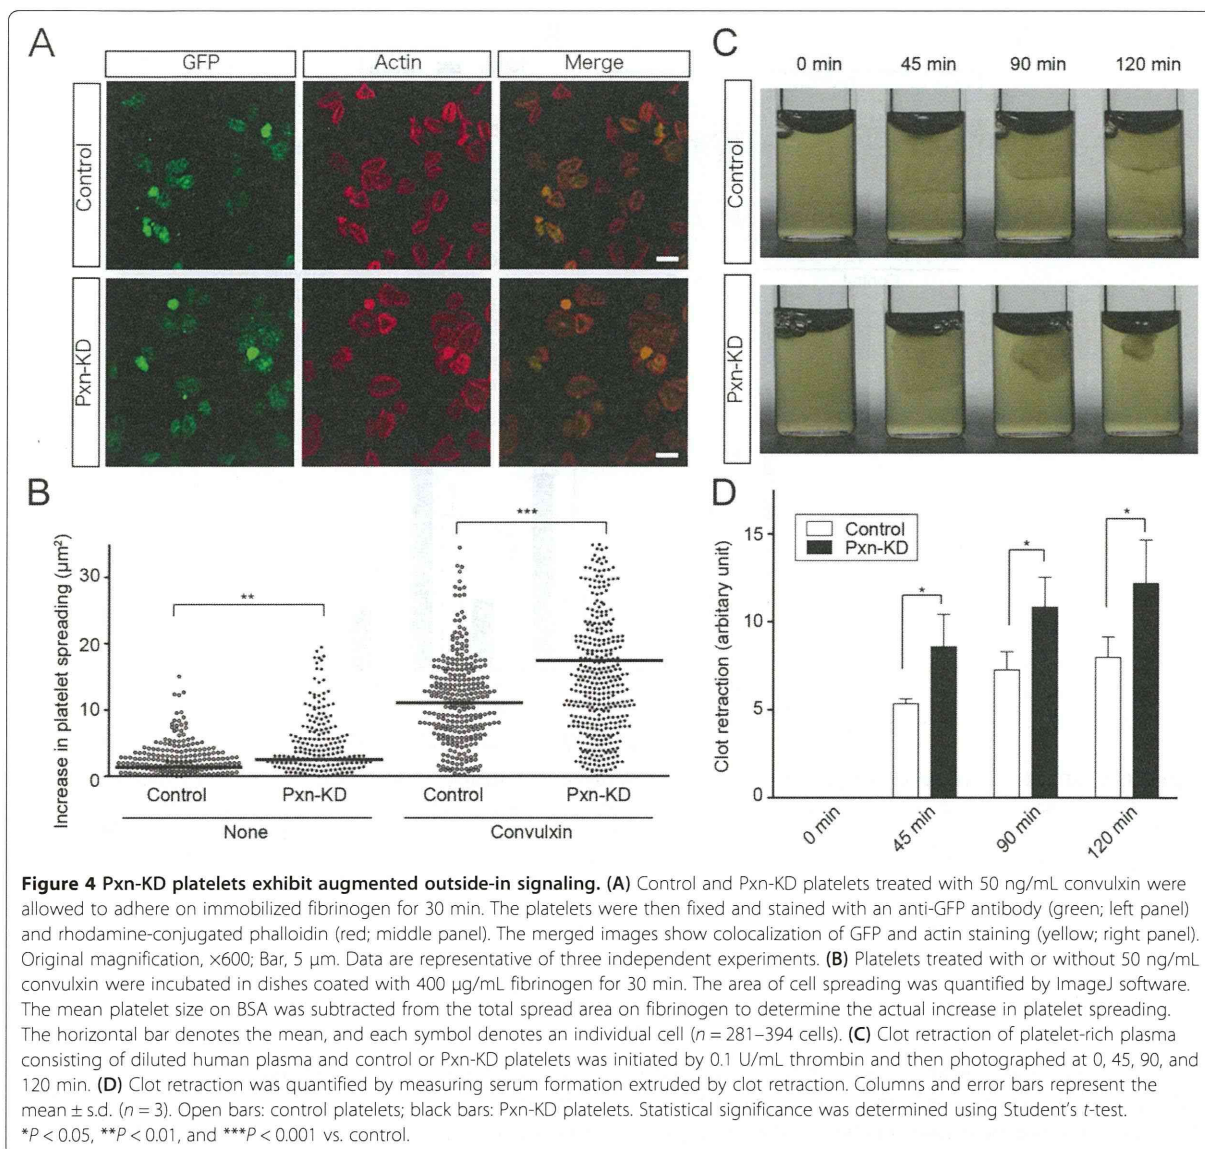 A
GFP
Actin
Merge
Control
Pxn-KD
B
Increase in platelet spreading (µm²)
30
20
10
0
**
***
Control
Pxn-KD
Control
Pxn-KD
None
Convulxin
C
0 min
45 min
90 min
120 min
Control
Pxn-KD
D
Clot retraction (arbitary unit)
15
10
5
0
Control
Pxn-KD
*
*
*
0 min
45 min
90 min
120 min
Figure 4 Pxn-KD platelets exhibit augmented outside-in signaling. (A) Control and Pxn-KD platelets treated with 50 ng/mL convulxin were
allowed to adhere on immobilized fibrinogen for 30 min. The platelets were then fixed and stained with an anti-GFP antibody (green; left panel)
and rhodamine-conjugated phalloidin (red; middle panel). The merged images show colocalization of GFP and actin staining (yellow; right panel).
Original magnification, ×600; Bar, 5 µm. Data are representative of three independent experiments. (B) Platelets treated with or without 50 ng/mL
convulxin were incubated in dishes coated with 400 µg/mL fibrinogen for 30 min. The area of cell spreading was quantified by ImageJ software.
The mean platelet size on BSA was subtracted from the total spread area on fibrinogen to determine the actual increase in platelet spreading.
The horizontal bar denotes the mean, and each symbol denotes an individual cell (n = 281–394 cells). (C) Clot retraction of platelet-rich plasma
consisting of diluted human plasma and control or Pxn-KD platelets was initiated by 0.1 U/mL thrombin and then photographed at 0, 45, 90, and
120 min. (D) Clot retraction was quantified by measuring serum formation extruded by clot retraction. Columns and error bars represent the
mean ± s.d. (n = 3). Open bars: control platelets; black bars: Pxn-KD platelets. Statistical significance was determined using Student's t-test.
*P < 0.05, **P < 0.01, and ***P < 0.001 vs. control.